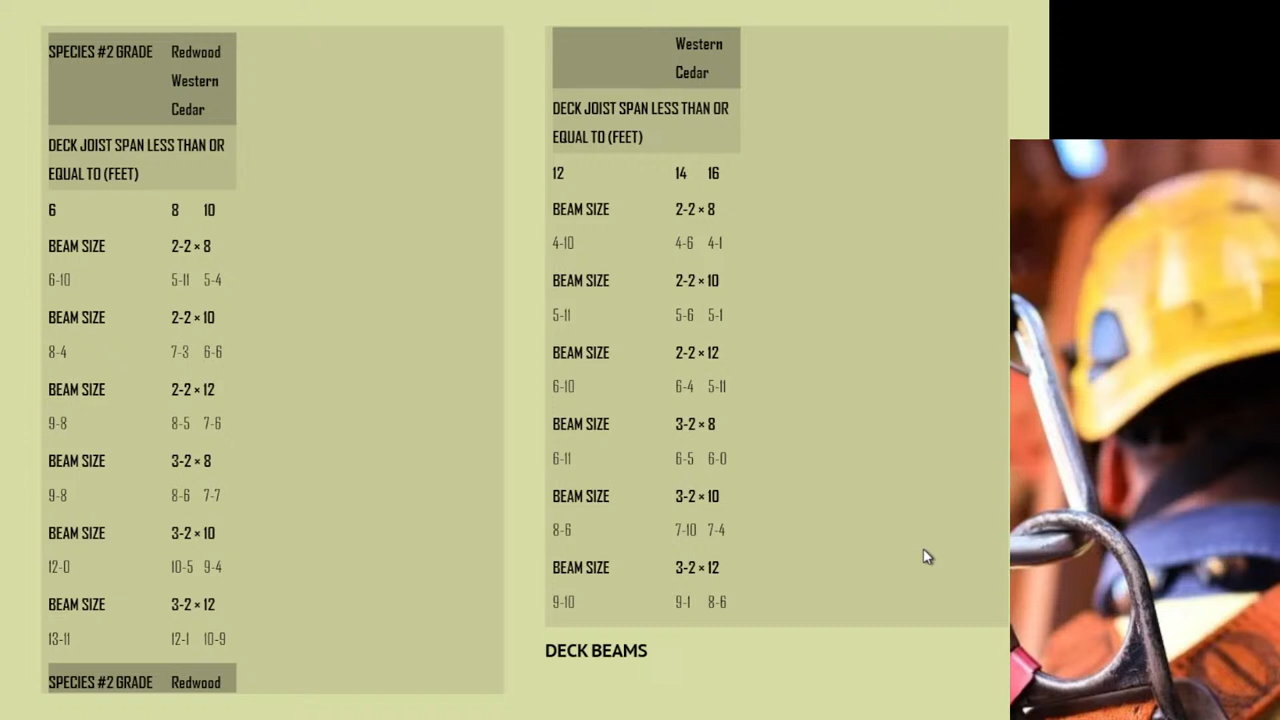 SPECIES #2 GRADE Redwood
Western
Cedar
DECK JOIST SPAN LESS THAN OR
EQUAL TO (FEET)
6 8 10
BEAM SIZE 2-2 × 8
6-10 5-11 5-4
BEAM SIZE 2-2 × 10
8-4 7-3 6-6
BEAM SIZE 2-2 × 12
9-8 8-5 7-6
BEAM SIZE 3-2 × 8
9-8 8-6 7-7
BEAM SIZE 3-2 × 10
12-0 10-5 9-4
BEAM SIZE 3-2 × 12
13-11 12-1 10-9
SPECIES #2 GRADE Redwood
Western
Cedar
DECK JOIST SPAN LESS THAN OR
EQUAL TO (FEET)
12 14 16
BEAM SIZE 2-2 × 8
4-10 4-6 4-1
BEAM SIZE 2-2 × 10
5-11 5-6 5-1
BEAM SIZE 2-2 × 12
6-10 6-4 5-11
BEAM SIZE 3-2 × 8
6-11 6-5 6-0
BEAM SIZE 3-2 × 10
8-6 7-10 7-4
BEAM SIZE 3-2 × 12
9-10 9-1 8-6
DECK BEAMS